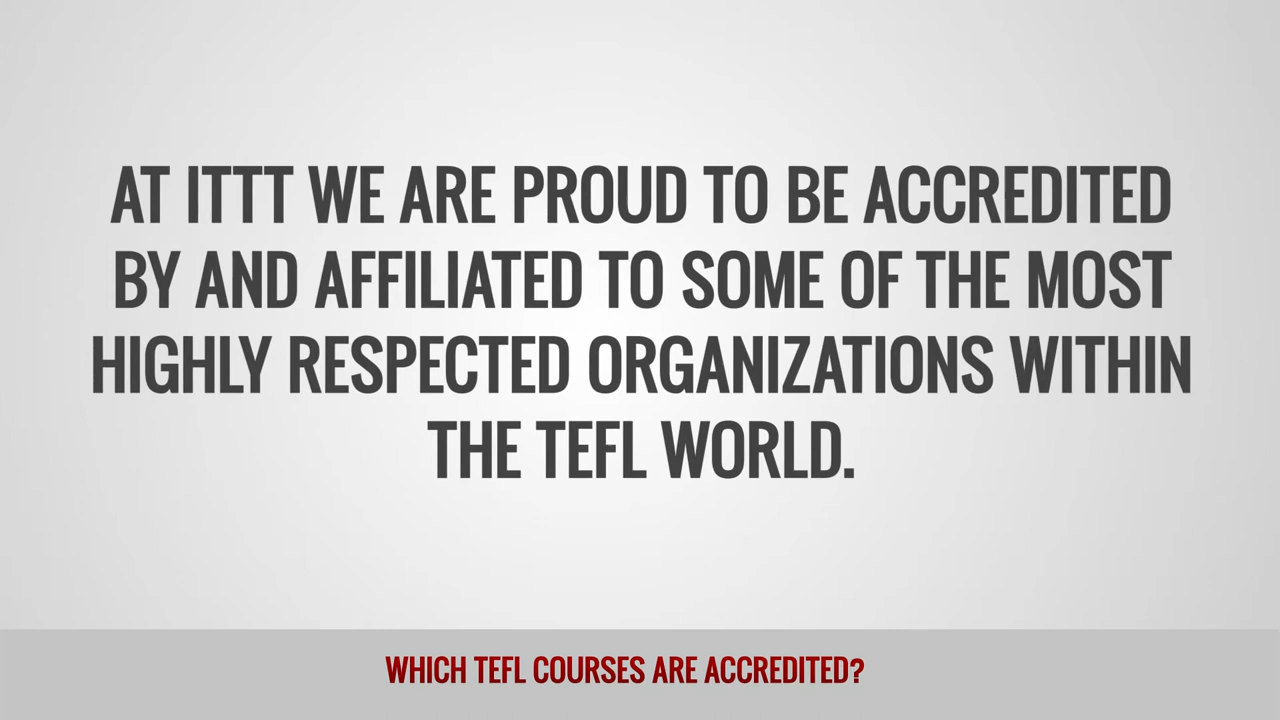 AT ITTT WE ARE PROUD TO BE ACCREDITED
BY AND AFFILIATED TO SOME OF THE MOST
HIGHLY RESPECTED ORGANIZATIONS WITHIN
THE TEFL WORLD.
WHICH TEFL COURSES ARE ACCREDITED?